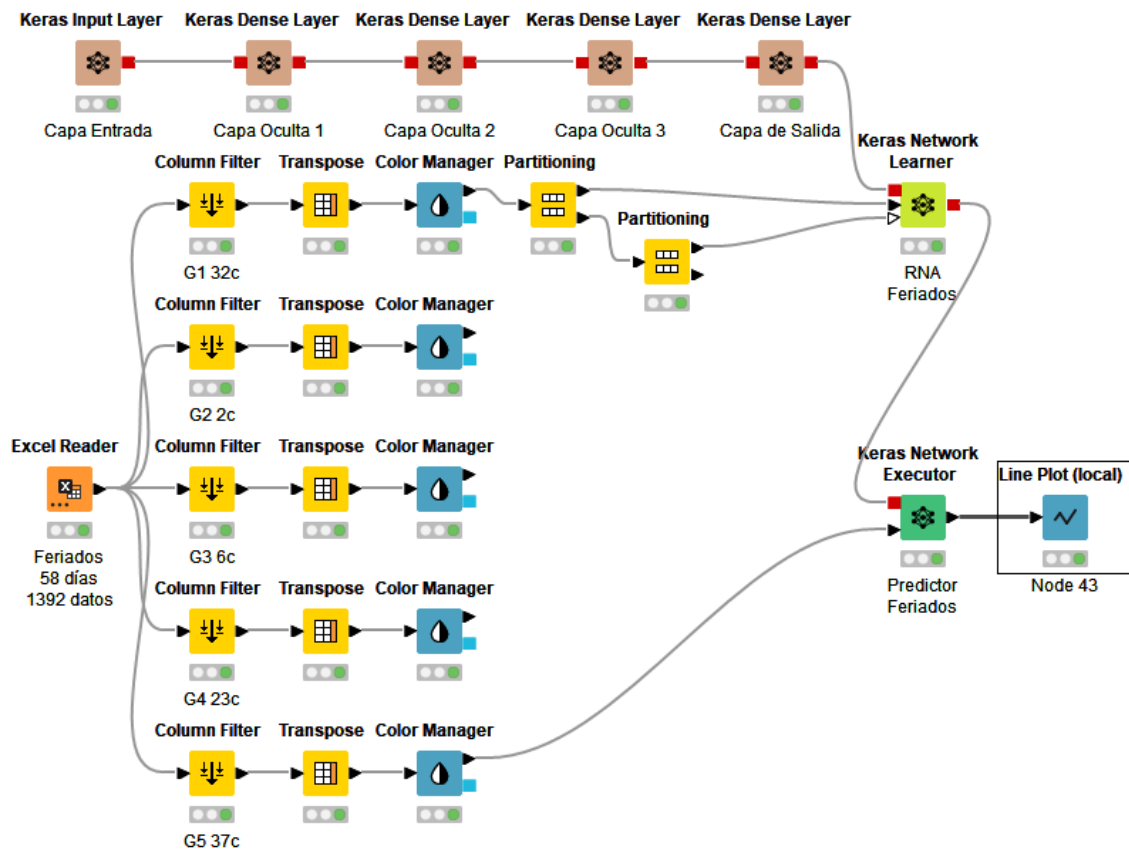 Keras Input Layer
Keras Dense Layer
Keras Dense Layer
Keras Dense Layer
Keras Dense Layer
Capa Entrada
Capa Oculta 1
Capa Oculta 2
Capa Oculta 3
Capa de Salida
Keras Network
Learner
RNA
Feriados
Column Filter
Transpose
Color Manager
Partitioning
Partitioning
G1 32c
Column Filter
Transpose
Color Manager
G2 2c
Excel Reader
Feriados
58 días
1392 datos
Column Filter
Transpose
Color Manager
G3 6c
Keras Network
Executor
Predictor
Feriados
Line Plot (local)
Node 43
Column Filter
Transpose
Color Manager
G4 23c
Column Filter
Transpose
Color Manager
G5 37c